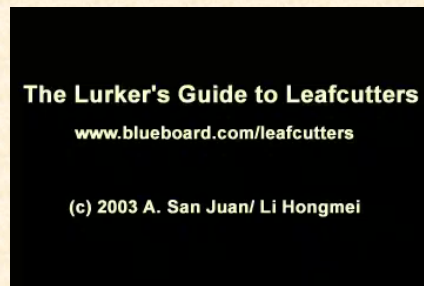 The Lurker's Guide to Leafcutters
www.blueboard.com/leafcutters
(c) 2003 A. San Juan/ Li Hongmei